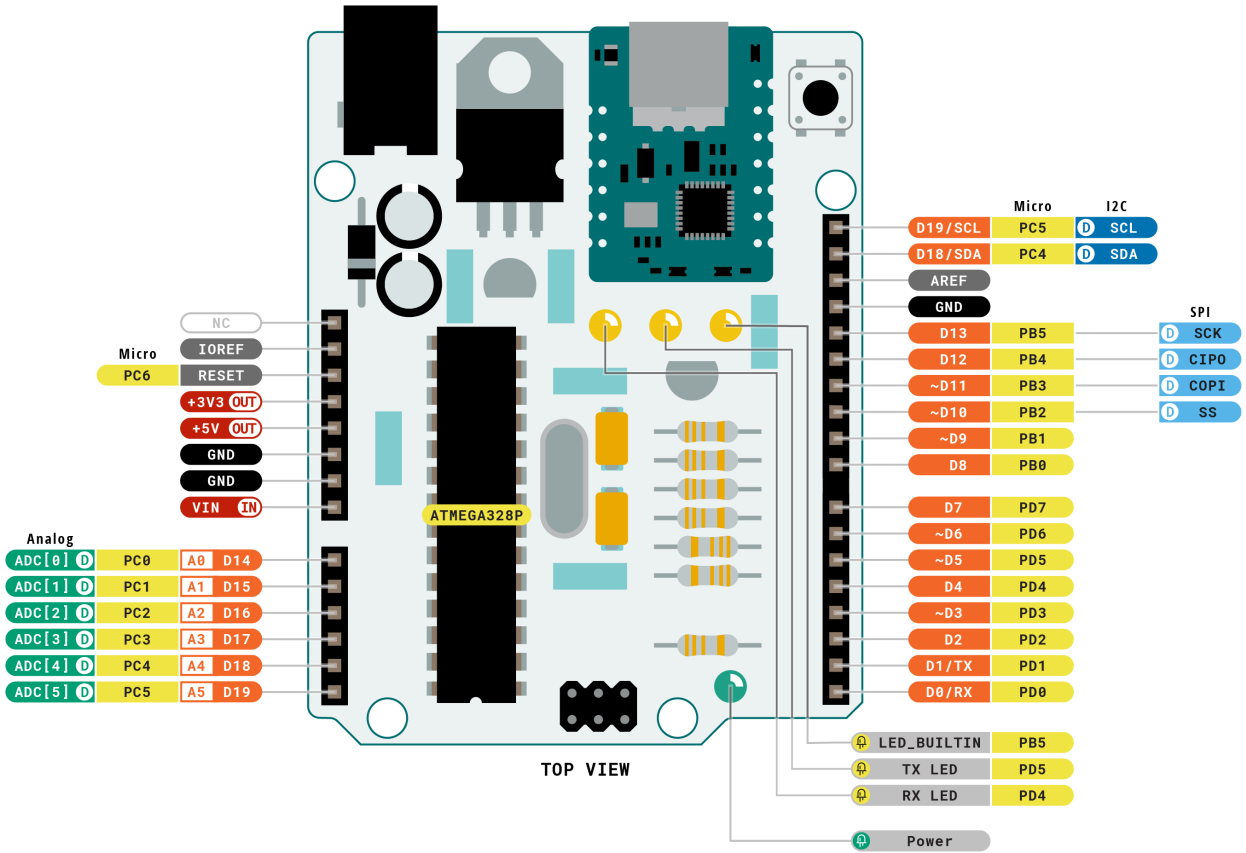 Micro I2C
D19/SCL PC5 D SCL
D18/SDA PC4 D SDA
AREF
GND
SPI
D13 PB5 D SCK
D12 PB4 D CIPO
~D11 PB3 D COPI
~D10 PB2 D SS
~D9 PB1
D8 PB0
D7 PD7
~D6 PD6
~D5 PD5
D4 PD4
~D3 PD3
D2 PD2
D1/TX PD1
D0/RX PD0
NC
IOREF
Micro
PC6 RESET
+3V3 OUT
+5V OUT
GND
GND
VIN IN
Analog
ADC[0] D PC0 A0 D14
ADC[1] D PC1 A1 D15
ADC[2] D PC2 A2 D16
ADC[3] D PC3 A3 D17
ADC[4] D PC4 A4 D18
ADC[5] D PC5 A5 D19
ATMEGA328P
LED_BUILTIN PB5
TX LED PD5
RX LED PD4
Power
TOP VIEW